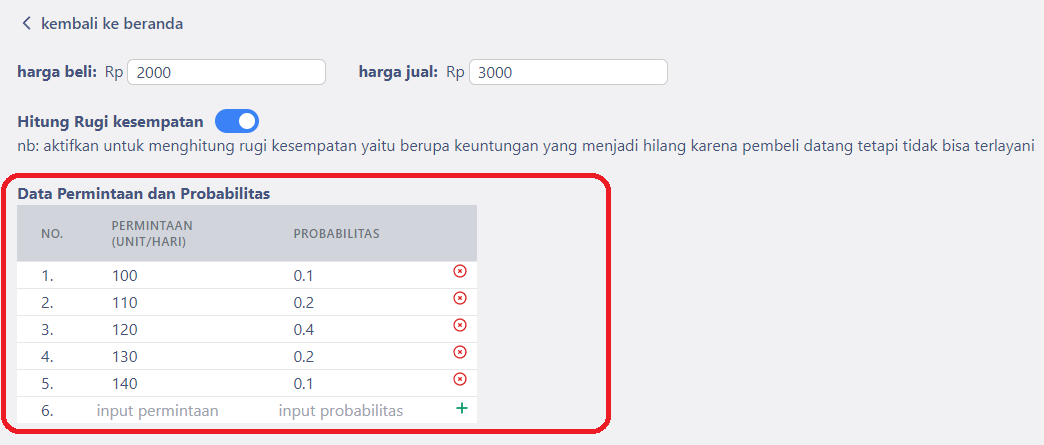 kembali ke beranda
harga beli: Rp 2000 harga jual: Rp 3000
Hitung Rugi kesempatan
nb: aktifkan untuk menghitung rugi kesempatan yaitu berupa keuntungan yang menjadi hilang karena pembeli datang tetapi tidak bisa terlayani
Data Permintaan dan Probabilitas
NO. PERMINTAAN (UNIT/HARI) PROBABILITAS
1. 100 0.1
2. 110 0.2
3. 120 0.4
4. 130 0.2
5. 140 0.1
6. input permintaan input probabilitas